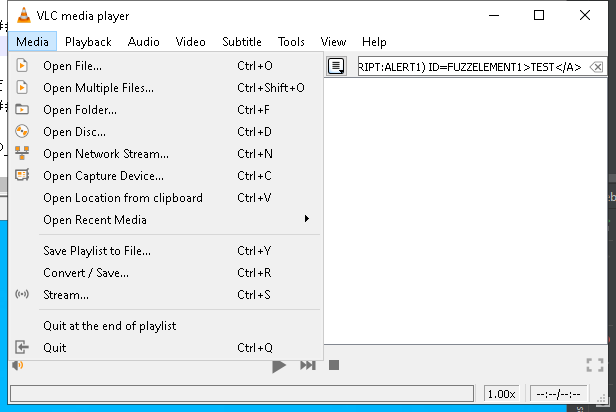 VLC media player
Media Playback Audio Video Subtitle Tools View Help
RIPT:ALERT1) ID=FUZZELEMENT1>TEST</A>
Open File... Ctrl+O
Open Multiple Files... Ctrl+Shift+O
Open Folder... Ctrl+F
Open Disc... Ctrl+D
Open Network Stream... Ctrl+N
Open Capture Device... Ctrl+C
Open Location from clipboard Ctrl+V
Open Recent Media
Save Playlist to File... Ctrl+Y
Convert / Save... Ctrl+R
Stream... Ctrl+S
Quit at the end of playlist
Quit Ctrl+Q
1.00x --:--/--:--